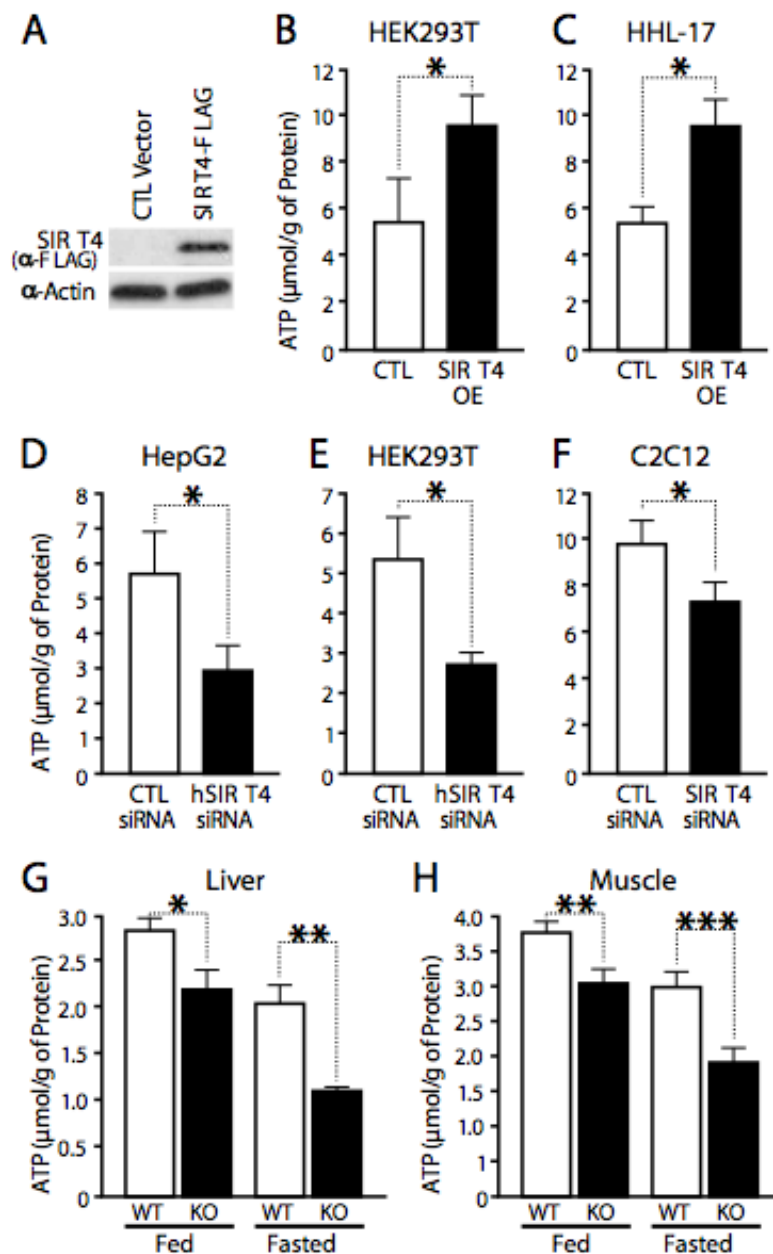 A
CTL Vector
SIR T4-F LAG
SIR T4
(α-F LAG)
α-Actin
B
HEK293T
*
12
10
8
6
4
2
0
ATP (μmol/g of Protein)
CTL
SIR T4
OE
C
HHL-17
*
12
10
8
6
4
2
0
CTL
SIR T4
OE
D
HepG2
*
8
7
6
5
4
3
2
1
0
ATP (μmol/g of Protein)
CTL
siRNA
hSIR T4
siRNA
E
HEK293T
*
7
6
5
4
3
2
1
0
CTL
siRNA
hSIR T4
siRNA
F
C2C12
*
12
10
8
6
4
2
0
CTL
siRNA
SIR T4
siRNA
G
Liver
*
**
3.0
2.5
2.0
1.5
1.0
0.5
0
ATP (μmol/g of Protein)
WT KO WT KO
Fed Fasted
H
Muscle
**
***
4.0
3.5
3.0
2.5
2.0
1.5
1
0
ATP (μmol/g of Protein)
WT KO WT KO
Fed Fasted